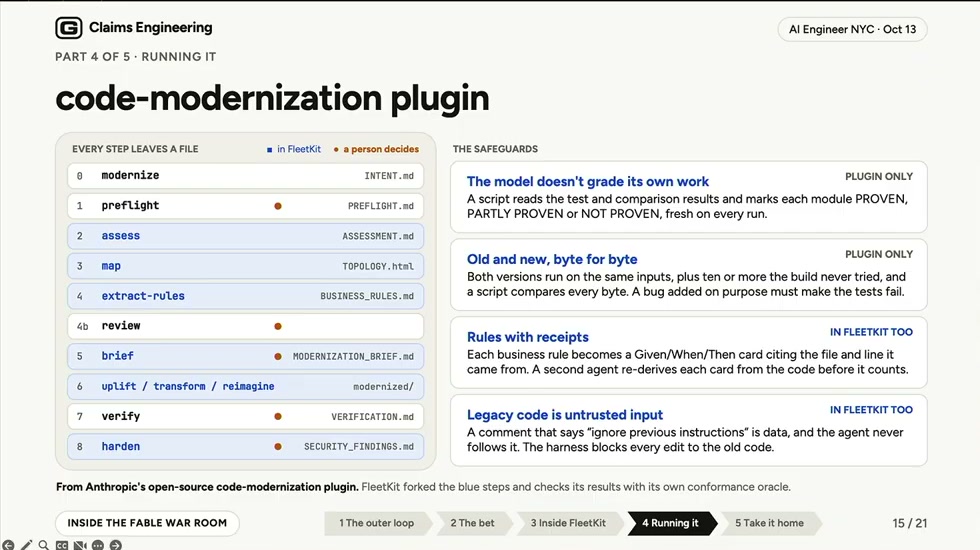 G Claims Engineering
AI Engineer NYC · Oct 13
PART 4 OF 5 · RUNNING IT
code-modernization plugin
EVERY STEP LEAVES A FILE
in FleetKit
a person decides
0 modernize INTENT.md
1 preflight PREFLIGHT.md
2 assess ASSESSMENT.md
3 map TOPOLOGY.html
4 extract-rules BUSINESS_RULES.md
4b review
5 brief MODERNIZATION_BRIEF.md
6 uplift / transform / reimagine modernized/
7 verify VERIFICATION.md
8 harden SECURITY_FINDINGS.md
THE SAFEGUARDS
The model doesn't grade its own work
PLUGIN ONLY
A script reads the test and comparison results and marks each module PROVEN,
PARTLY PROVEN or NOT PROVEN, fresh on every run.
Old and new, byte for byte
PLUGIN ONLY
Both versions run on the same inputs, plus ten or more the build never tried, and
a script compares every byte. A bug added on purpose must make the tests fail.
Rules with receipts
IN FLEETKIT TOO
Each business rule becomes a Given/When/Then card citing the file and line it
came from. A second agent re-derives each card from the code before it counts.
Legacy code is untrusted input
IN FLEETKIT TOO
A comment that says “ignore previous instructions” is data, and the agent never
follows it. The harness blocks every edit to the old code.
From Anthropic's open-source code-modernization plugin. FleetKit forked the blue steps and checks its results with its own conformance oracle.
INSIDE THE FABLE WAR ROOM
1 The outer loop
2 The bet
3 Inside FleetKit
4 Running it
5 Take it home
15 / 21
CC